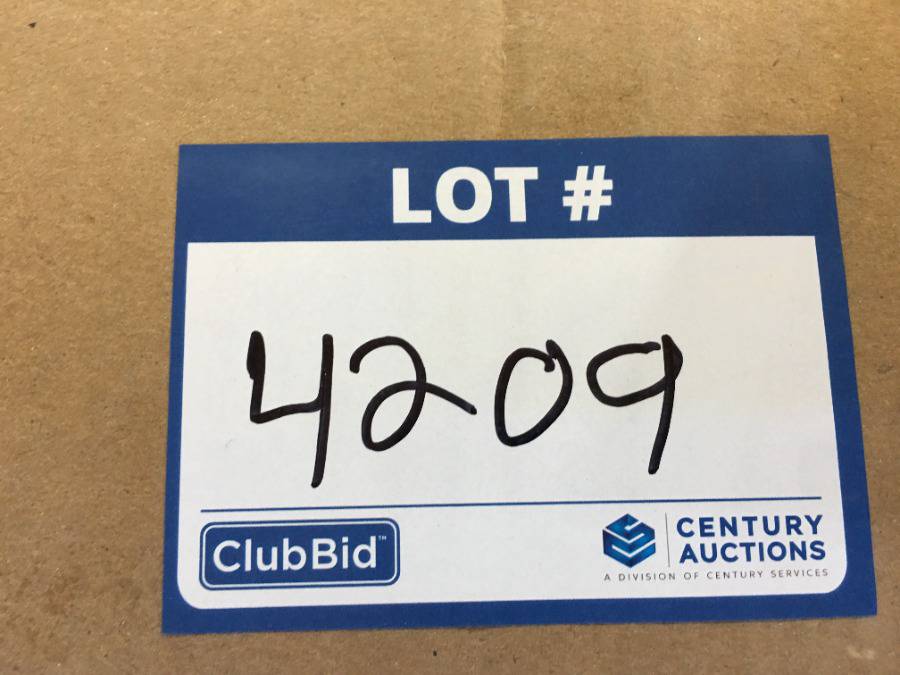 LOT #
4209
ClubBid™
CENTURY
AUCTIONS
A DIVISION OF CENTURY SERVICES